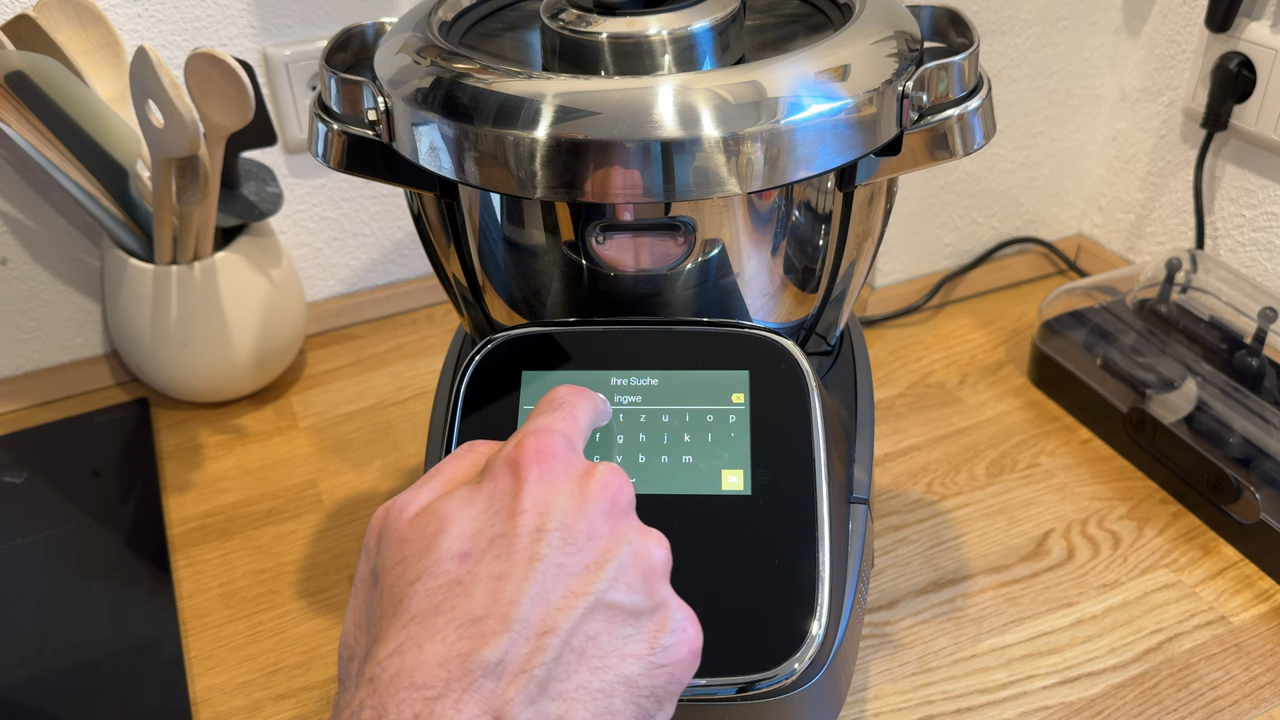 Ihre Suche
ingwe
t z u i o p
f g h j k l '
c v b n m
Ok